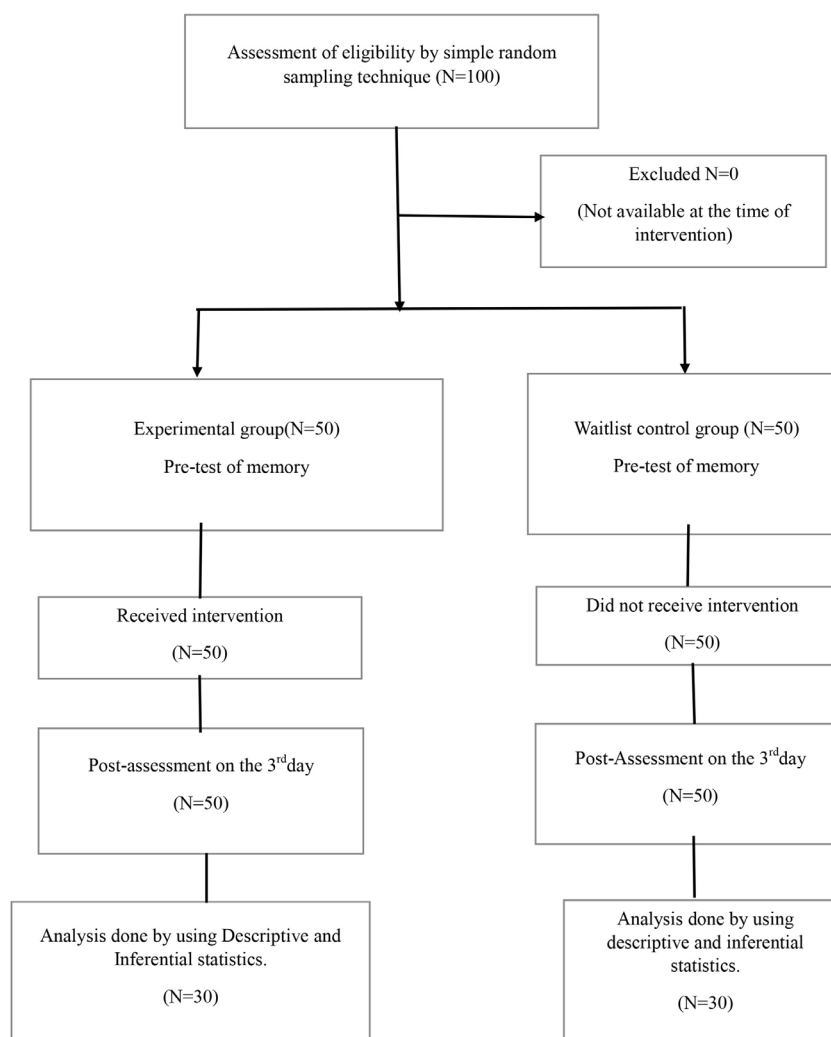 Assessment of eligibility by simple random
sampling technique (N=100)
Excluded N=0
(Not available at the time of
intervention)
Experimental group(N=50)
Pre-test of memory
Waitlist control group (N=50)
Pre-test of memory
Received intervention
(N=50)
Did not receive intervention
(N=50)
Post-assessment on the 3rdday
(N=50)
Post-Assessment on the 3rdday
(N=50)
Analysis done by using Descriptive and
Inferential statistics.
(N=30)
Analysis done by using
descriptive and inferential
statistics.
(N=30)